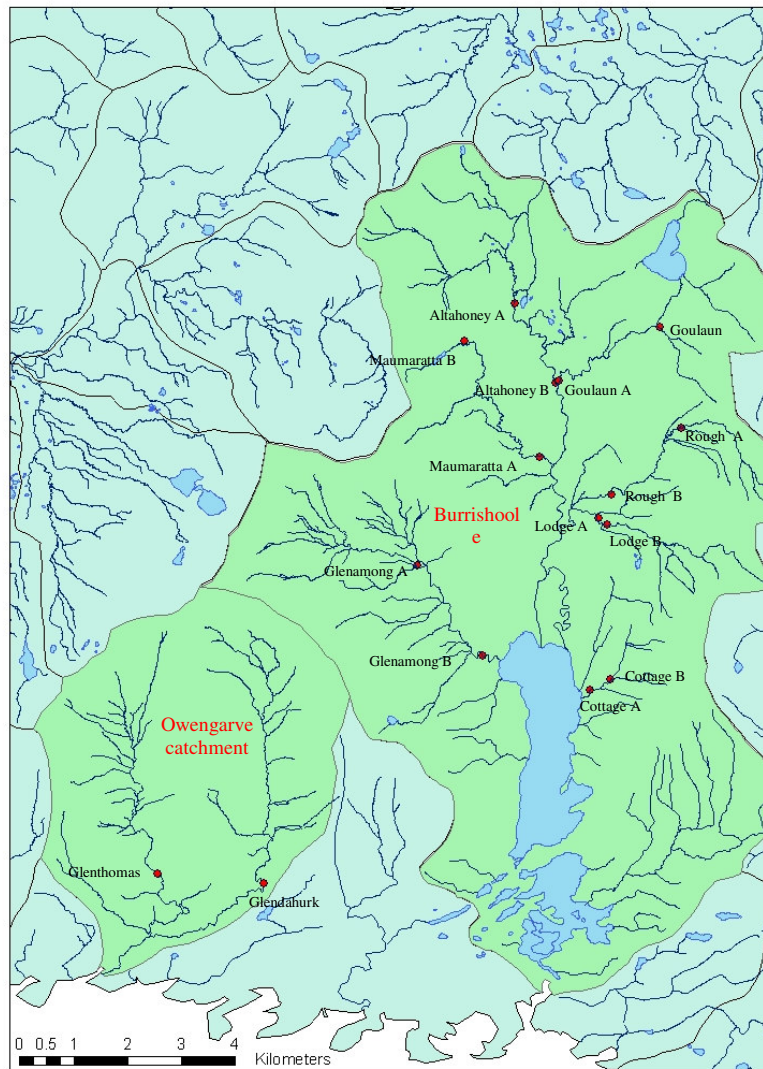 Altahoney A
Goulaun
Maumaratta B
Altahoney B
Goulaun A
Rough A
Maumaratta A
Rough B
Burrishool
e
Lodge A
Lodge B
Glenamong A
Glenamong B
Cottage B
Cottage A
Owengarve
catchment
Glenthomas
Glendahurk
0 0.5 1 2 3 4
Kilometers